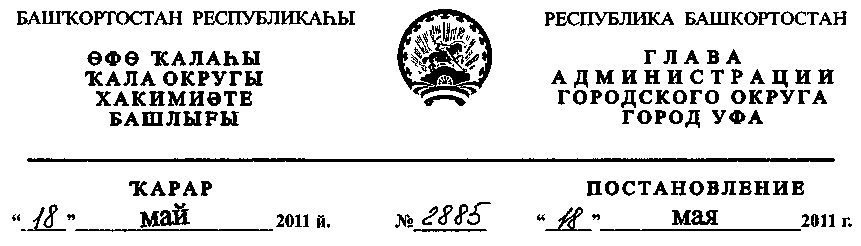 БАШҠОРТОСТАН РЕСПУБЛИКАҺЫ
ӨФӨ ҠАЛАҺЫ
ҠАЛА ОКРУГЫ
ХАКИМИӘТЕ
БАШЛЫҒЫ
РЕСПУБЛИКА БАШКОРТОСТАН
ГЛАВА
АДМИНИСТРАЦИИ
ГОРОДСКОГО ОКРУГА
ГОРОД УФА
ҠАРАР
“18” май 2011 й.
№ 2885
ПОСТАНОВЛЕНИЕ
“18” мая 2011 г.